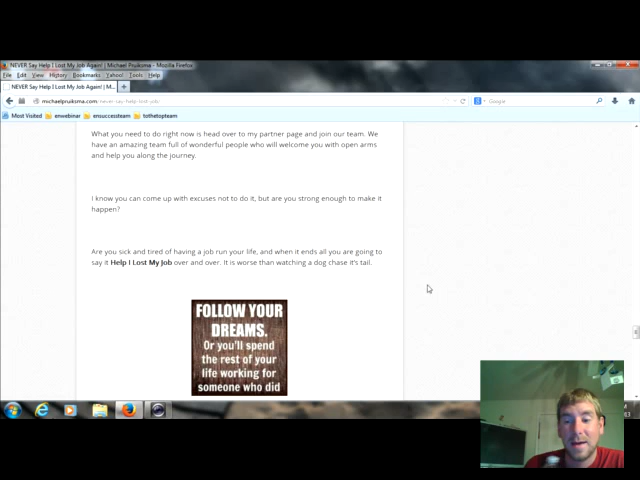 NEVER Say Help I Lost My Job Again! | Michael Pruiksma - Mozilla Firefox
File Edit View History Bookmarks Yahoo Tools Help
NEVER Say Help I Lost My Job Again! | M...
michaelpruiksma.com/never-say-help-lost-job/
Google
Most Visited enwebinar ensuccessteam tothetopteam
What you need to do right now is head over to my partner page and join our team. We
have an amazing team full of wonderful people who will welcome you with open arms
and help you along the journey.
I know you can come up with excuses not to do it, but are you strong enough to make it
happen?
Are you sick and tired of having a job run your life, and when it ends all you are going to
say it Help I Lost My Job over and over. It is worse than watching a dog chase it's tail.
FOLLOW YOUR
DREAMS.
Or you'll spend
the rest of your
life working for
someone who did